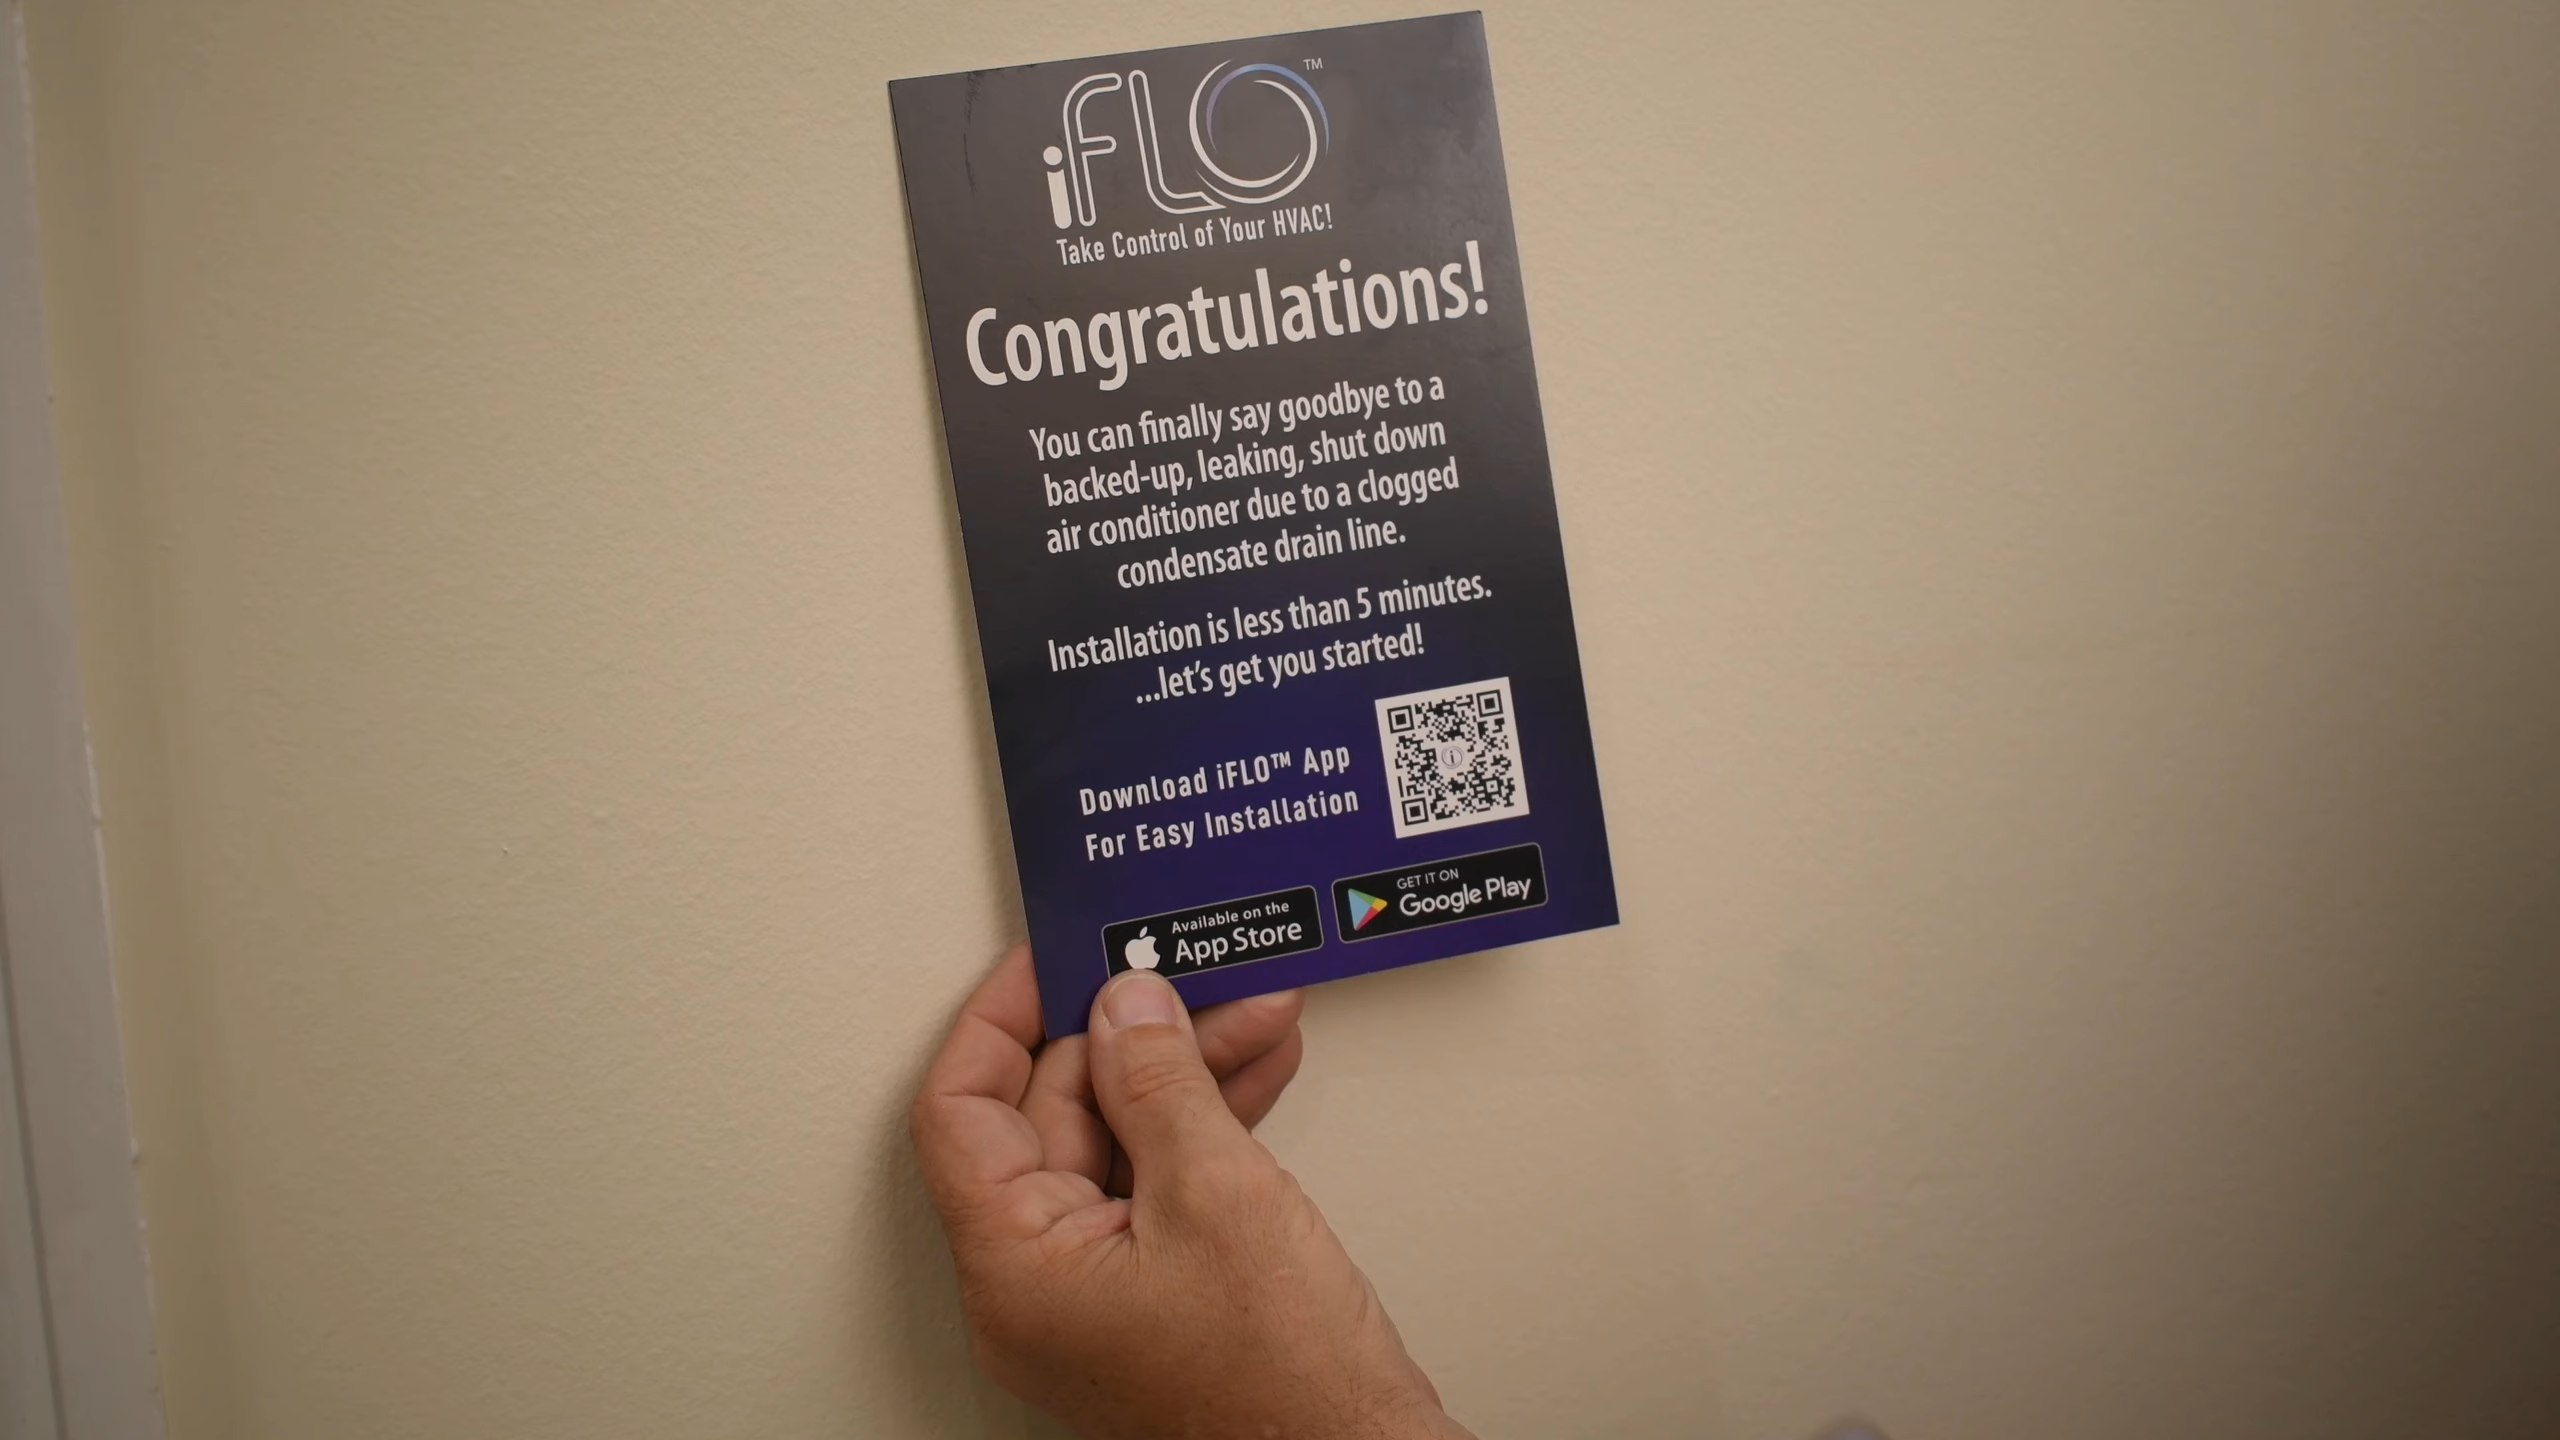 iFLO™
Take Control of Your HVAC!
Congratulations!
You can finally say goodbye to a
backed-up, leaking, shut down
air conditioner due to a clogged
condensate drain line.
Installation is less than 5 minutes.
...let's get you started!
Download iFLO™ App
For Easy Installation
Available on the
App Store
GET IT ON
Google Play